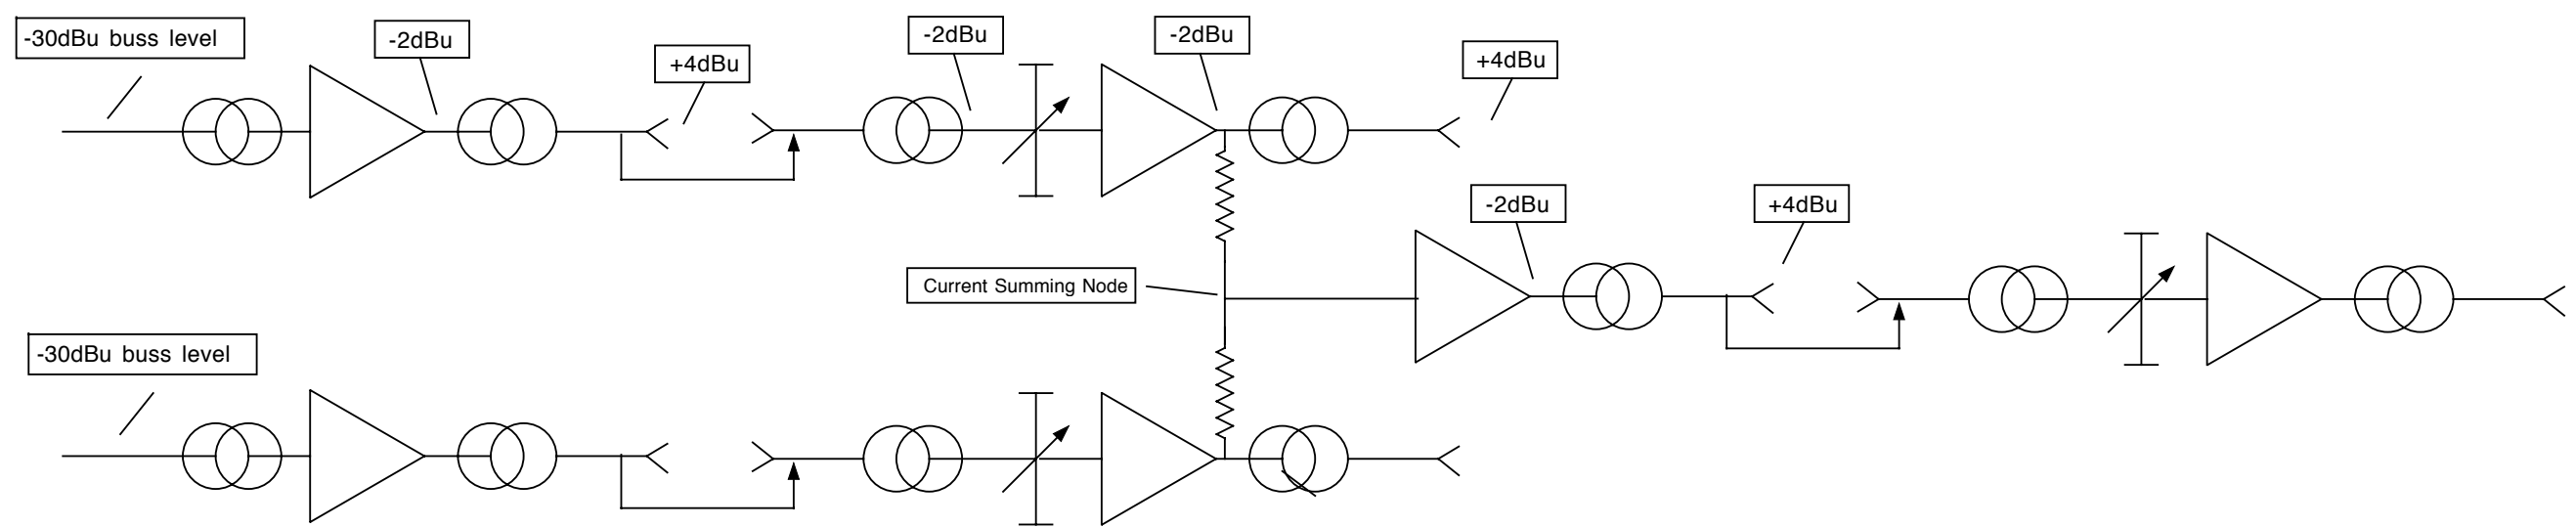 -30dBu buss level
-2dBu
+4dBu
-2dBu
-2dBu
+4dBu
-2dBu
+4dBu
Current Summing Node
-30dBu buss level